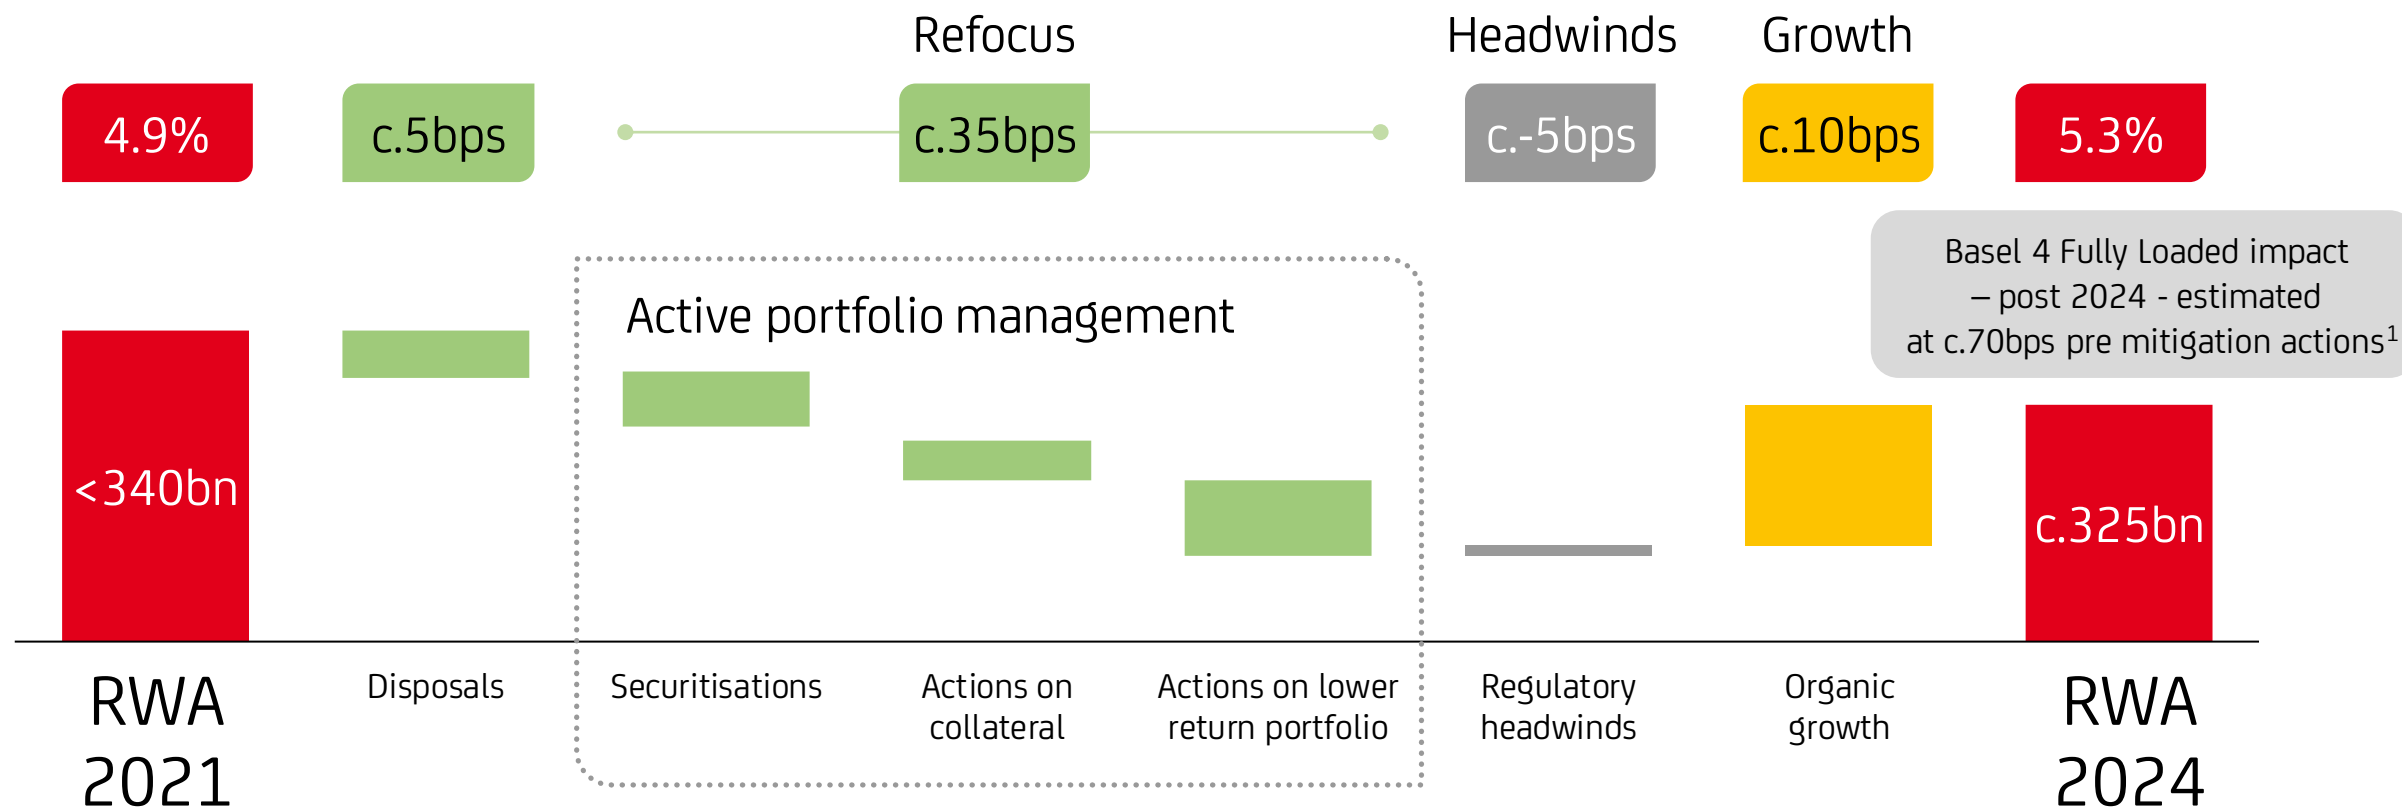 Refocus
Headwinds
Growth
4.9%
c.5bps
c.35bps
c.-5bps
c.10bps
5.3%
Basel 4 Fully Loaded impact
– post 2024 - estimated
at c.70bps pre mitigation actions¹
Active portfolio management
<340bn
c.325bn
RWA
2021
Disposals
Securitisations
Actions on
collateral
Actions on lower
return portfolio
Regulatory
headwinds
Organic
growth
RWA
2024